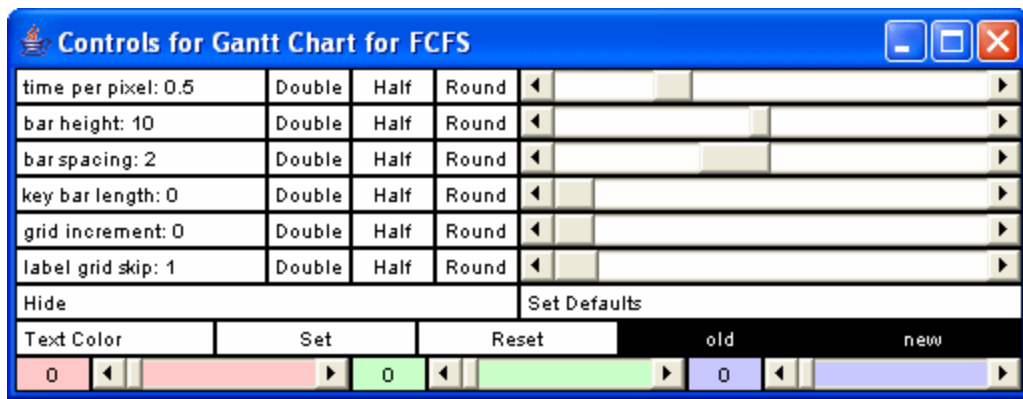 Controls for Gantt Chart for FCFS
time per pixel: 0.5 Double Half Round
bar height: 10 Double Half Round
bar spacing: 2 Double Half Round
key bar length: 0 Double Half Round
grid increment: 0 Double Half Round
label grid skip: 1 Double Half Round
Hide Set Defaults
Text Color Set Reset old new
0 0 0